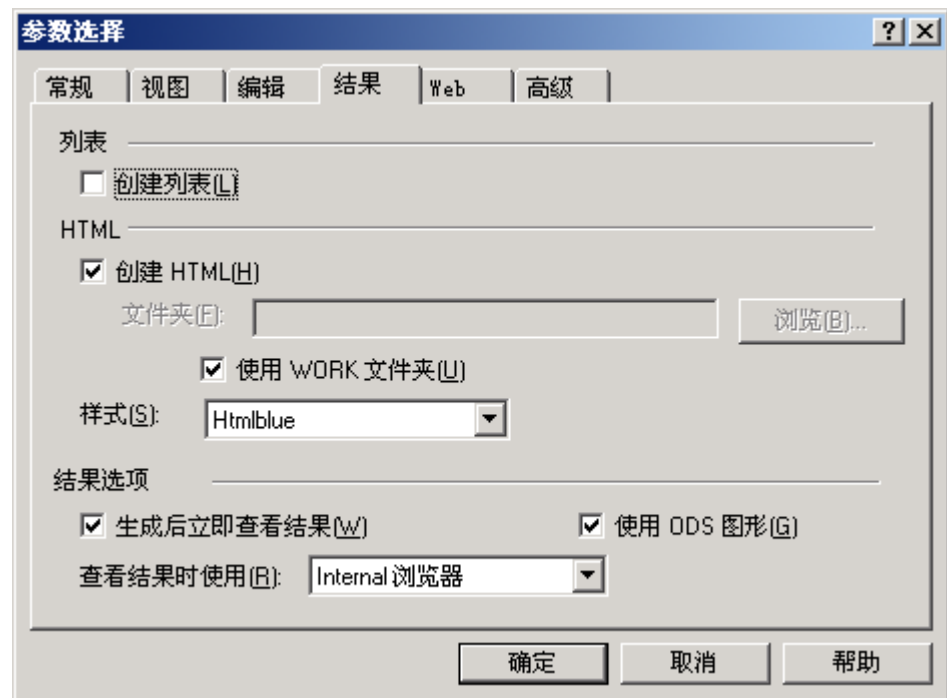 参数选择
常规 视图 编辑 结果 Web 高级
列表
创建列表(L)
HTML
创建 HTML(H)
文件夹(F): 浏览(B)...
使用 WORK 文件夹(U)
样式(S): Htmlblue
结果选项
生成后立即查看结果(W) 使用 ODS 图形(G)
查看结果时使用(R): Internal 浏览器
确定 取消 帮助